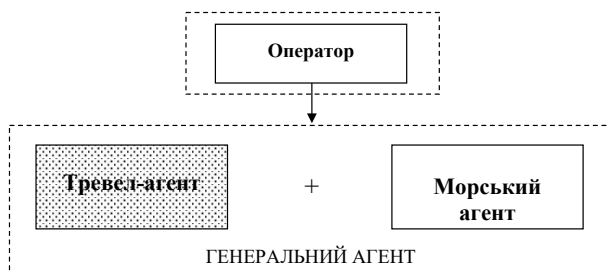 Оператор
Тревел-агент
+
Морський
агент
ГЕНЕРАЛЬНИЙ АГЕНТ